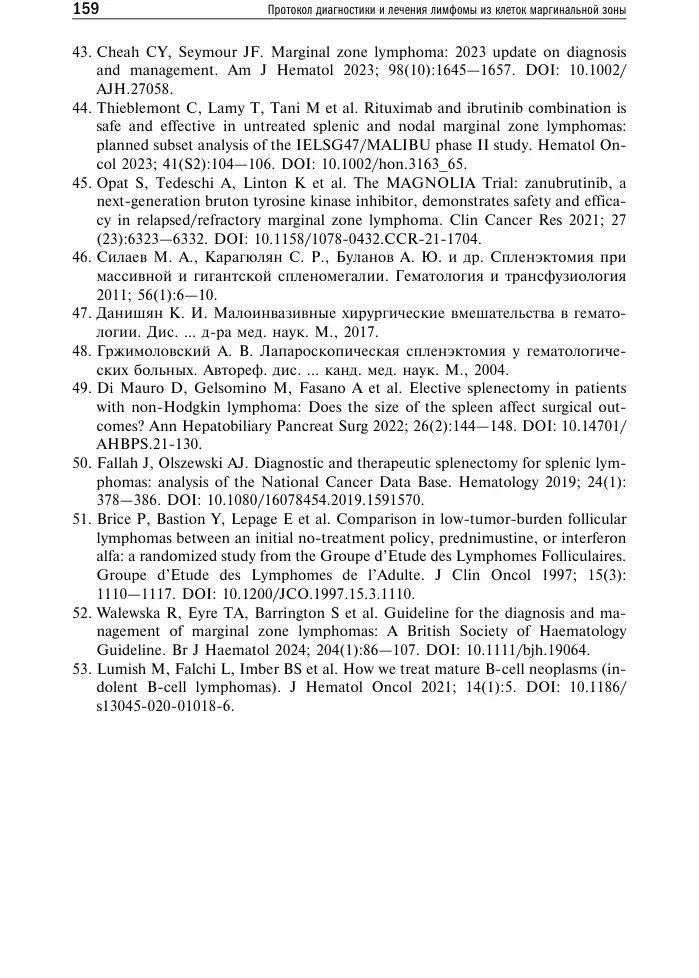 159 Протокол диагностики и лечения лимфомы из клеток маргинальной зоны
43. Cheah CY, Seymour JF. Marginal zone lymphoma: 2023 update on diagnosis
and management. Am J Hematol 2023; 98(10):1645—1657. DOI: 10.1002/
AJH.27058.
44. Thieblemont C, Lamy T, Tani M et al. Rituximab and ibrutinib combination is
safe and effective in untreated splenic and nodal marginal zone lymphomas:
planned subset analysis of the IELSG47/MALIBU phase II study. Hematol On-
col 2023; 41(S2):104—106. DOI: 10.1002/hon.3163_65.
45. Opat S, Tedeschi A, Linton K et al. The MAGNOLIA Trial: zanubrutinib, a
next-generation bruton tyrosine kinase inhibitor, demonstrates safety and effica-
cy in relapsed/refractory marginal zone lymphoma. Clin Cancer Res 2021; 27
(23):6323—6332. DOI: 10.1158/1078-0432.CCR-21-1704.
46. Силаев М. А., Карагюлян С. Р., Буланов А. Ю. и др. Спленэктомия при
массивной и гигантской спленомегалии. Гематология и трансфузиология
2011; 56(1):6—10.
47. Данишян К. И. Малоинвазивные хирургические вмешательства в гемато-
логии. Дис. ... д-ра мед. наук. М., 2017.
48. Гржимоловский А. В. Лапароскопическая спленэктомия у гематологиче-
ских больных. Автореф. дис. ... канд. мед. наук. М., 2004.
49. Di Mauro D, Gelsomino M, Fasano A et al. Elective splenectomy in patients
with non-Hodgkin lymphoma: Does the size of the spleen affect surgical out-
comes? Ann Hepatobiliary Pancreat Surg 2022; 26(2):144—148. DOI: 10.14701/
AHBPS.21-130.
50. Fallah J, Olszewski AJ. Diagnostic and therapeutic splenectomy for splenic lym-
phomas: analysis of the National Cancer Data Base. Hematology 2019; 24(1):
378—386. DOI: 10.1080/16078454.2019.1591570.
51. Brice P, Bastion Y, Lepage E et al. Comparison in low-tumor-burden follicular
lymphomas between an initial no-treatment policy, prednimustine, or interferon
alfa: a randomized study from the Groupe d’Etude des Lymphomes Folliculaires.
Groupe d’Etude des Lymphomes de l’Adulte. J Clin Oncol 1997; 15(3):
1110—1117. DOI: 10.1200/JCO.1997.15.3.1110.
52. Walewska R, Eyre TA, Barrington S et al. Guideline for the diagnosis and ma-
nagement of marginal zone lymphomas: A British Society of Haematology
Guideline. Br J Haematol 2024; 204(1):86—107. DOI: 10.1111/bjh.19064.
53. Lumish M, Falchi L, Imber BS et al. How we treat mature B-cell neoplasms (in-
dolent B-cell lymphomas). J Hematol Oncol 2021; 14(1):5. DOI: 10.1186/
s13045-020-01018-6.